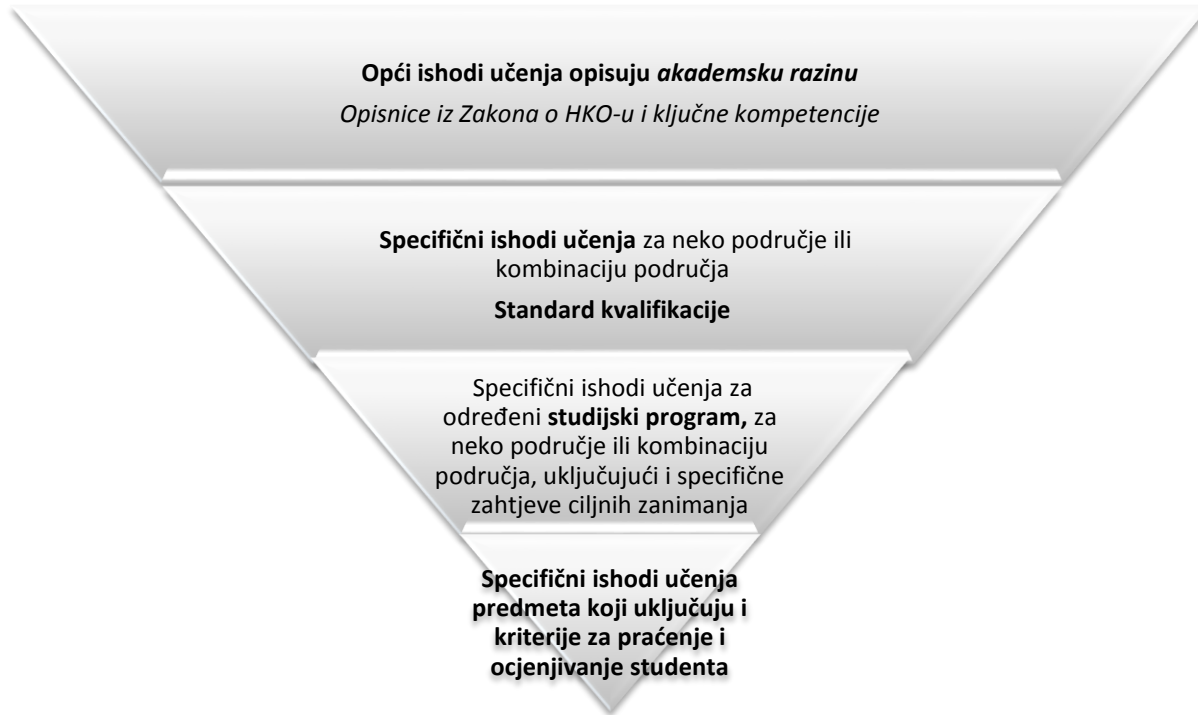 Opći ishodi učenja opisuju akademsku razinu
Opisnice iz Zakona o HKO-u i ključne kompetencije
Specifični ishodi učenja za neko područje ili
kombinaciju područja
Standard kvalifikacije
Specifični ishodi učenja za
određeni studijski program, za
neko područje ili kombinaciju
područja, uključujući i specifične
zahtjeve ciljnih zanimanja
Specifični ishodi učenja
predmeta koji uključuju i
kriterije za praćenje i
ocjenjivanje studenta